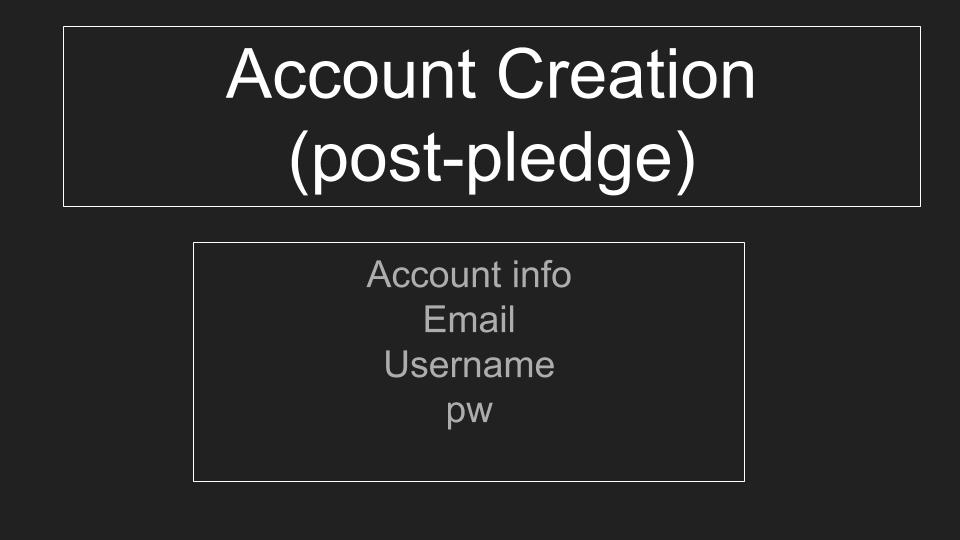 Account Creation
(post-pledge)
Account info
Email
Username
pw